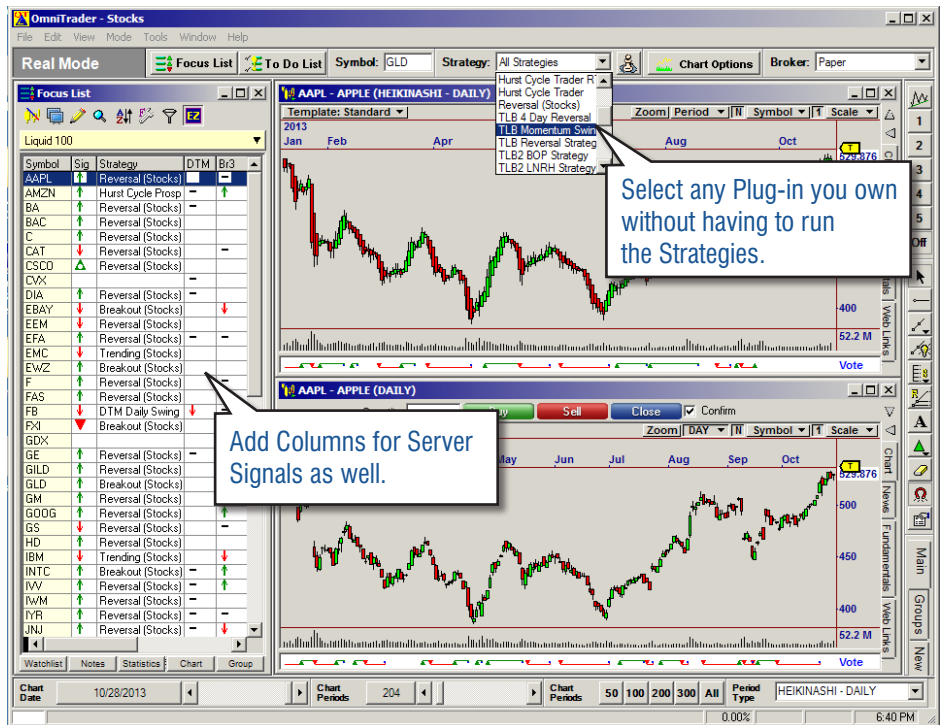 OmniTrader - Stocks
File Edit View Mode Tools Window Help
Real Mode Focus List To Do List Symbol: GLD Strategy: All Strategies Chart Options Broker: Paper
Hurst Cycle Trader
Reversal (Stocks)
TLB 4 Day Reversal
TLB Momentum Swin
TLB Reversal Strateg
TLB2 BOP Strategy
TLB2 LNRH Strategy
Focus List
EZ
Liquid 100
Symbol Sig Strategy DTM Br3
AAPL Reversal (Stocks) -
AMZN Hurst Cycle Prosp -
BA Reversal (Stocks) -
BAC Reversal (Stocks)
C Reversal (Stocks)
CAT Reversal (Stocks) -
CSCO Reversal (Stocks)
CVX -
DIA Reversal (Stocks) -
EBAY Breakout (Stocks)
EEM Reversal (Stocks)
EFA Reversal (Stocks) - -
EMC Trending (Stocks)
EWZ Breakout (Stocks)
F Reversal (Stocks) -
FAS Reversal (Stocks)
FB DTM Daily Swing -
FXI Breakout (Stocks)
GDX
GE Reversal (Stocks) -
GILD Reversal (Stocks)
GLD Breakout (Stocks)
GM Reversal (Stocks)
GOOG Reversal (Stocks)
GS Reversal (Stocks) -
HD Reversal (Stocks)
IBM Trending (Stocks)
INTC Breakout (Stocks) -
IVV Reversal (Stocks) -
IWM Reversal (Stocks) -
IYR Reversal (Stocks) - -
JNJ Reversal (Stocks) -
Watchlist Notes Statistics Chart Group
AAPL - APPLE (HEIKINASHI - DAILY)
Template: Standard Zoom Period N Symbol 1 Scale
2013
Jan Feb Apr Aug Oct
529.876
400
52.2 M
Vote
Web Links
Select any Plug-in you own
without having to run
the Strategies.
Add Columns for Server
Signals as well.
AAPL - APPLE (DAILY)
Sell Close Confirm
Zoom DAY N Symbol 1 Scale
May Jun Jul Aug Sep Oct
529.876
500
450
400
52.2 M
Vote
Chart
News
Fundamentals
Web Links
1
2
3
4
5
Off
A
Main
Groups
New
Chart Date 10/28/2013 Chart Periods 204 Chart Periods 50 100 200 300 All Period Type HEIKINASHI - DAILY
0.00% 6:40 PM